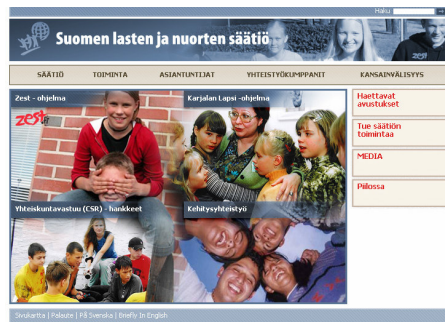 Haku
Suomen lasten ja nuorten säätiö
SÄÄTIÖ TOIMINTA ASIANTUNTIJAT YHTEISTYÖKUMPPANIT KANSAINVÄLISYYS
Zest - ohjelma
Karjalan Lapsi -ohjelma
zest
Haettavat
avustukset
Tue säätiön
toimintaa
MEDIA
Piilossa
Yhteiskuntavastuu (CSR) - hankkeet
Kehitysyhteistyö
Sivukartta | Palaute | På Svenska | Briefly In English